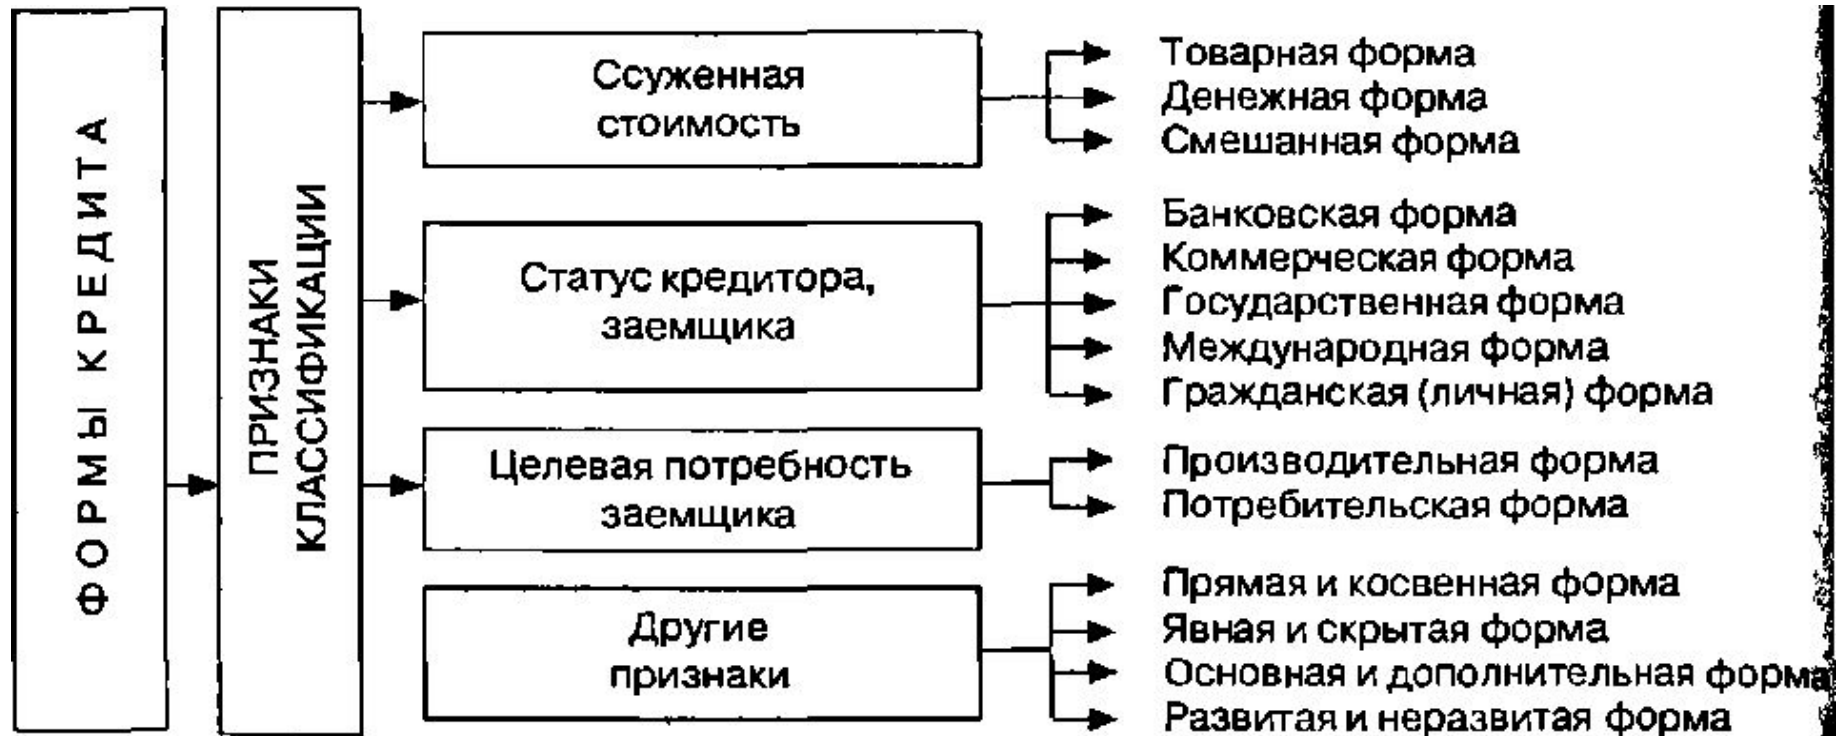 ФОРМЫ КРЕДИТА
ПРИЗНАКИ
КЛАССИФИКАЦИИ
Ссуженная
стоимость
Товарная форма
Денежная форма
Смешанная форма
Статус кредитора,
заемщика
Банковская форма
Коммерческая форма
Государственная форма
Международная форма
Гражданская (личная) форма
Целевая потребность
заемщика
Производительная форма
Потребительская форма
Другие
признаки
Прямая и косвенная форма
Явная и скрытая форма
Основная и дополнительная форма
Развитая и неразвитая форма